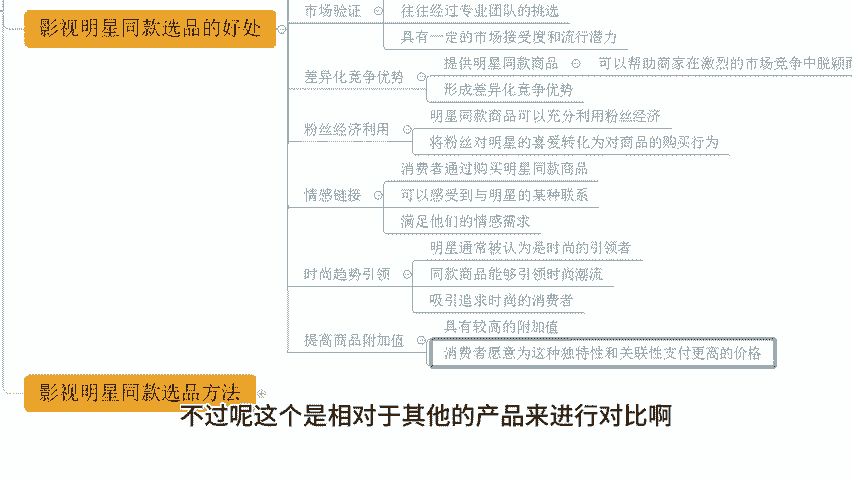 影视明星同款选品的好处
市场验证
往往经过专业团队的挑选
具有一定的市场接受度和流行潜力
差异化竞争优势
提供明星同款商品
可以帮助商家在激烈的市场竞争中脱颖而
形成差异化竞争优势
粉丝经济利用
明星同款商品可以充分利用粉丝经济
将粉丝对明星的喜爱转化为对商品的购买行为
情感链接
消费者通过购买明星同款商品
可以感受到与明星的某种联系
满足他们的情感需求
时尚趋势引领
明星通常被认为是时尚的引领者
同款商品能够引领时尚潮流
吸引追求时尚的消费者
提高商品附加值
具有较高的附加值
消费者愿意为这种独特性和关联性支付更高的价格
影视明星同款选品方法
不过呢这个是相对于其他的产品来进行对比啊